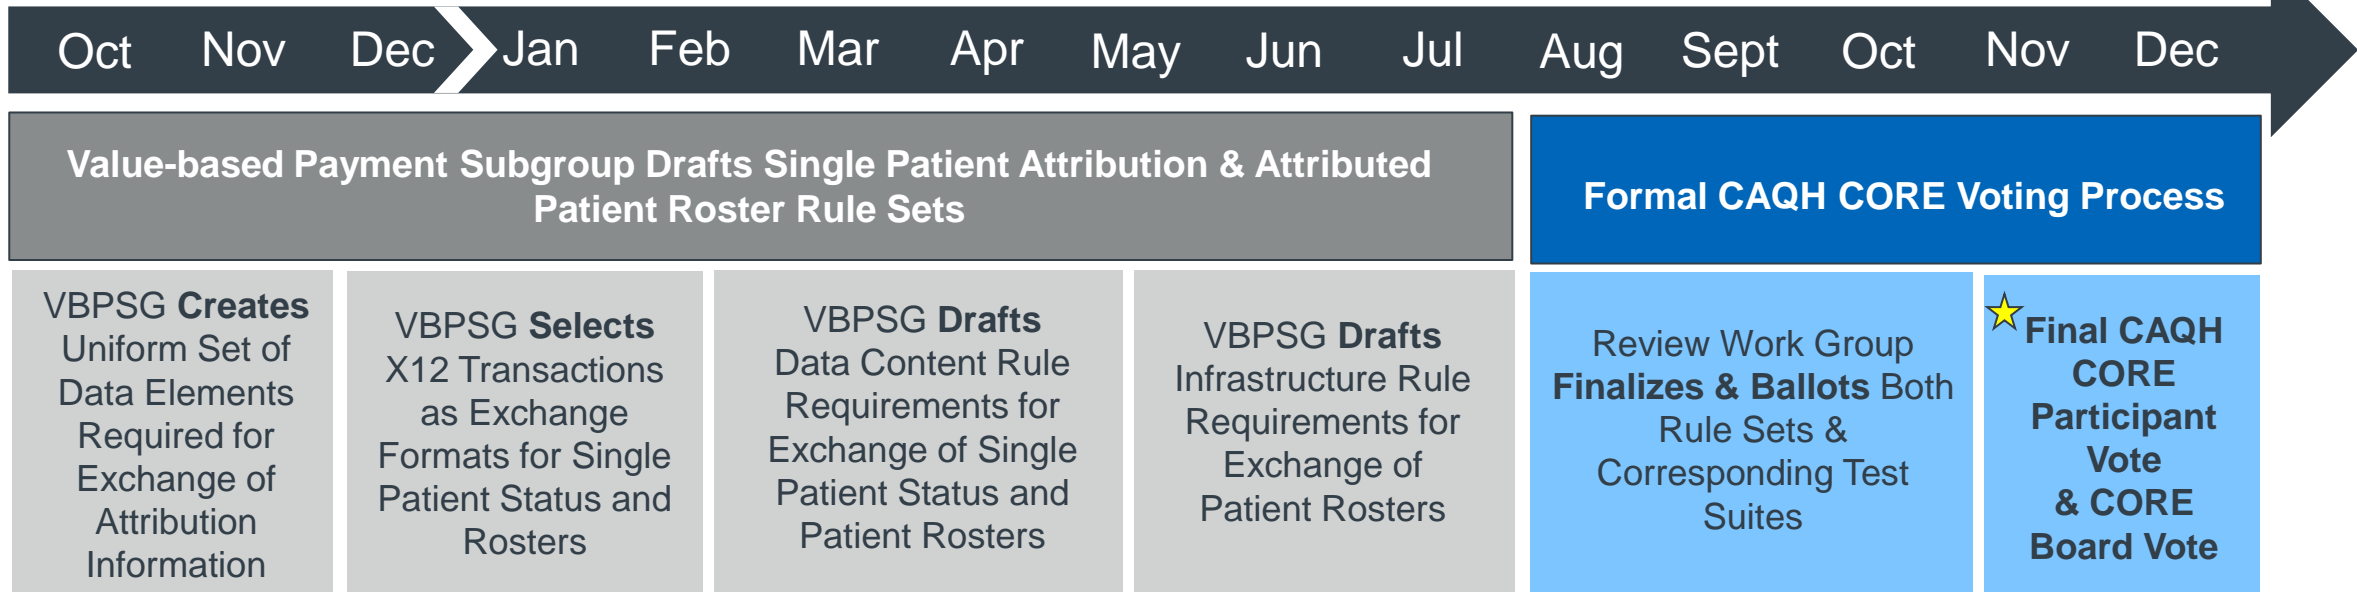 Oct Nov Dec Jan Feb Mar Apr May Jun Jul Aug Sept Oct Nov Dec
Value-based Payment Subgroup Drafts Single Patient Attribution & Attributed
Patient Roster Rule Sets
Formal CAQH CORE Voting Process
VBPSG Creates
Uniform Set of
Data Elements
Required for
Exchange of
Attribution
Information
VBPSG Selects
X12 Transactions
as Exchange
Formats for Single
Patient Status and
Rosters
VBPSG Drafts
Data Content Rule
Requirements for
Exchange of Single
Patient Status and
Patient Rosters
VBPSG Drafts
Infrastructure Rule
Requirements for
Exchange of
Patient Rosters
Review Work Group
Finalizes & Ballots Both
Rule Sets &
Corresponding Test
Suites
Final CAQH
CORE
Participant
Vote
& CORE
Board Vote